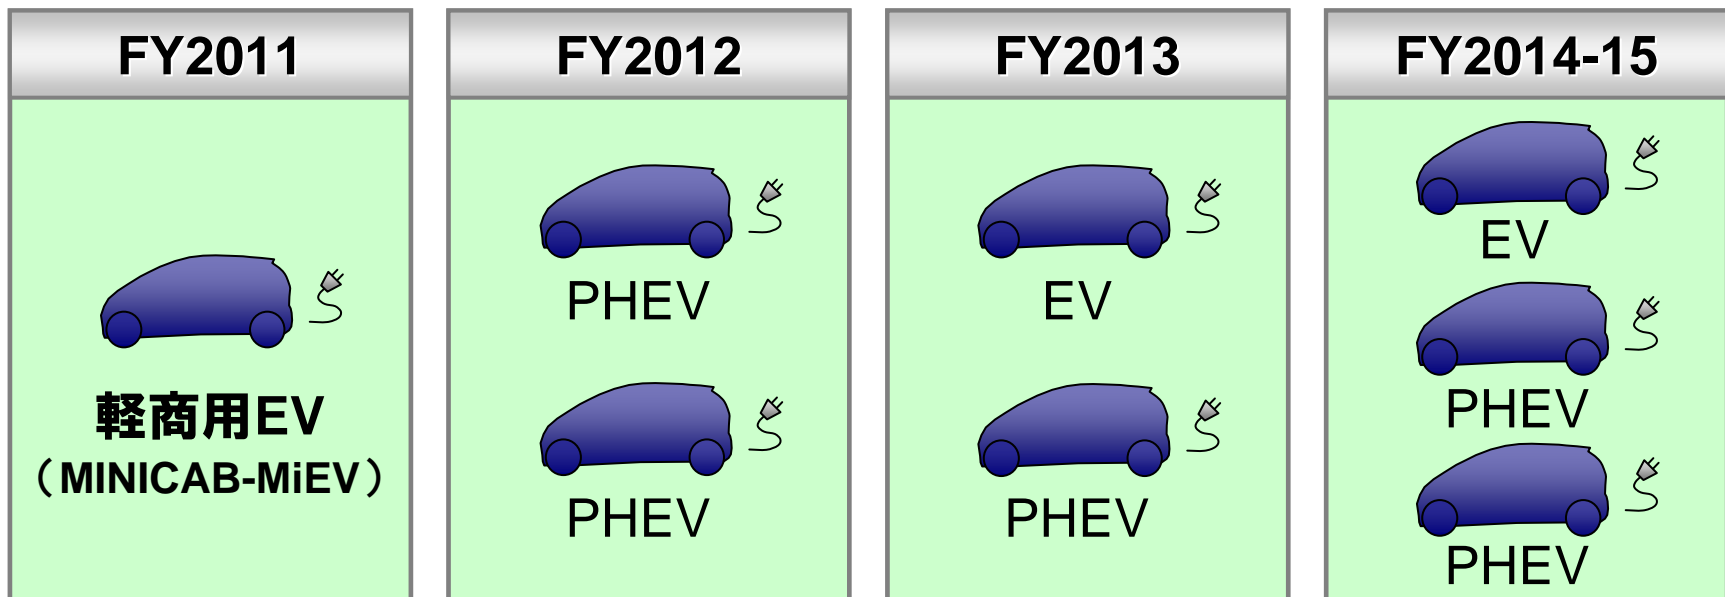 FY2011
軽商用EV
（MINICAB-MiEV）
FY2012
PHEV
PHEV
FY2013
EV
PHEV
FY2014-15
EV
PHEV
PHEV